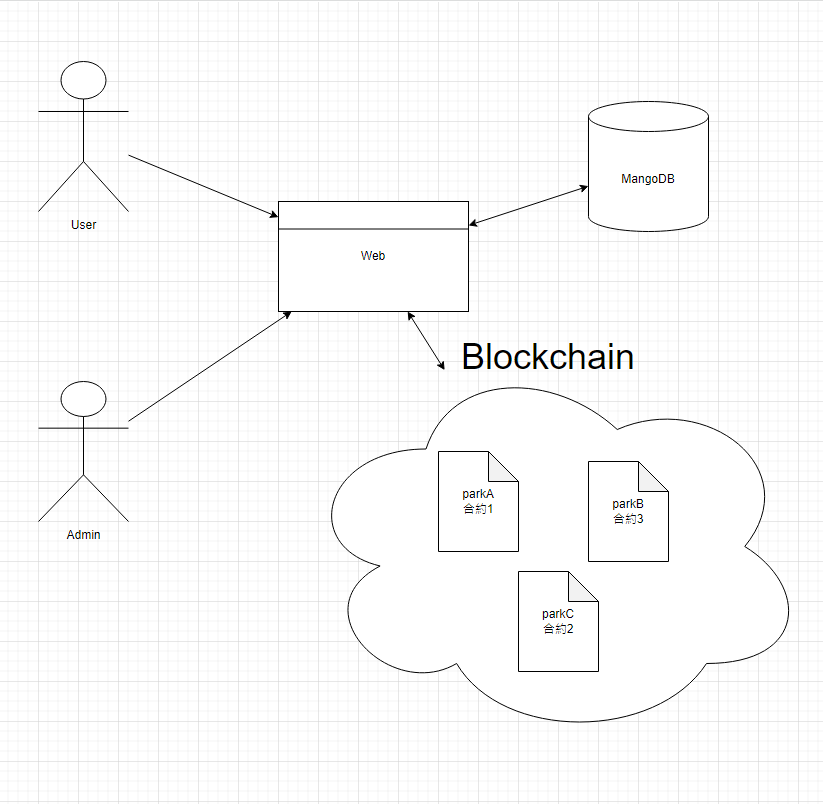 User
MangoDB
Web
Blockchain
parkA
合約1
parkB
合約3
Admin
parkC
合約2